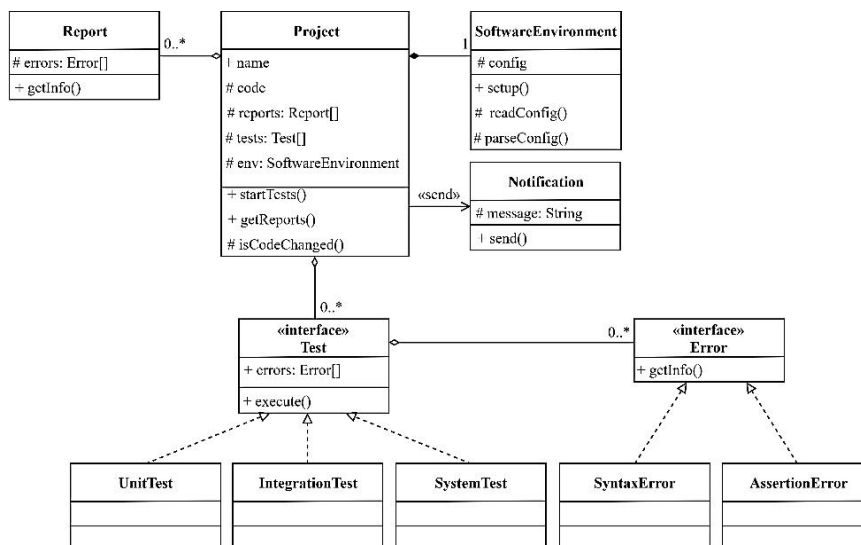 Report
# errors: Error[]
+ getInfo()
0..*
Project
+ name
# code
# reports: Report[]
# tests: Test[]
# env: SoftwareEnvironment
+ startTests()
+ getReports()
# isCodeChanged()
1
SoftwareEnvironment
# config
+ setup()
# readConfig()
# parseConfig()
«send»
Notification
# message: String
+ send()
0..*
«interface»
Test
+ errors: Error[]
+ execute()
0..*
«interface»
Error
+ getInfo()
UnitTest
IntegrationTest
SystemTest
SyntaxError
AssertionError